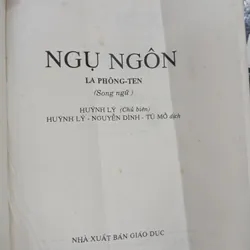 NGỤ NGÔN
LA PHÔNG-TEN
(Song ngữ)
HUỲNH LÝ (Chủ biên)
HUỲNH LÝ - NGUYỄN ĐÌNH - TÚ MỠ dịch
NHÀ XUẤT BẢN GIÁO DỤC